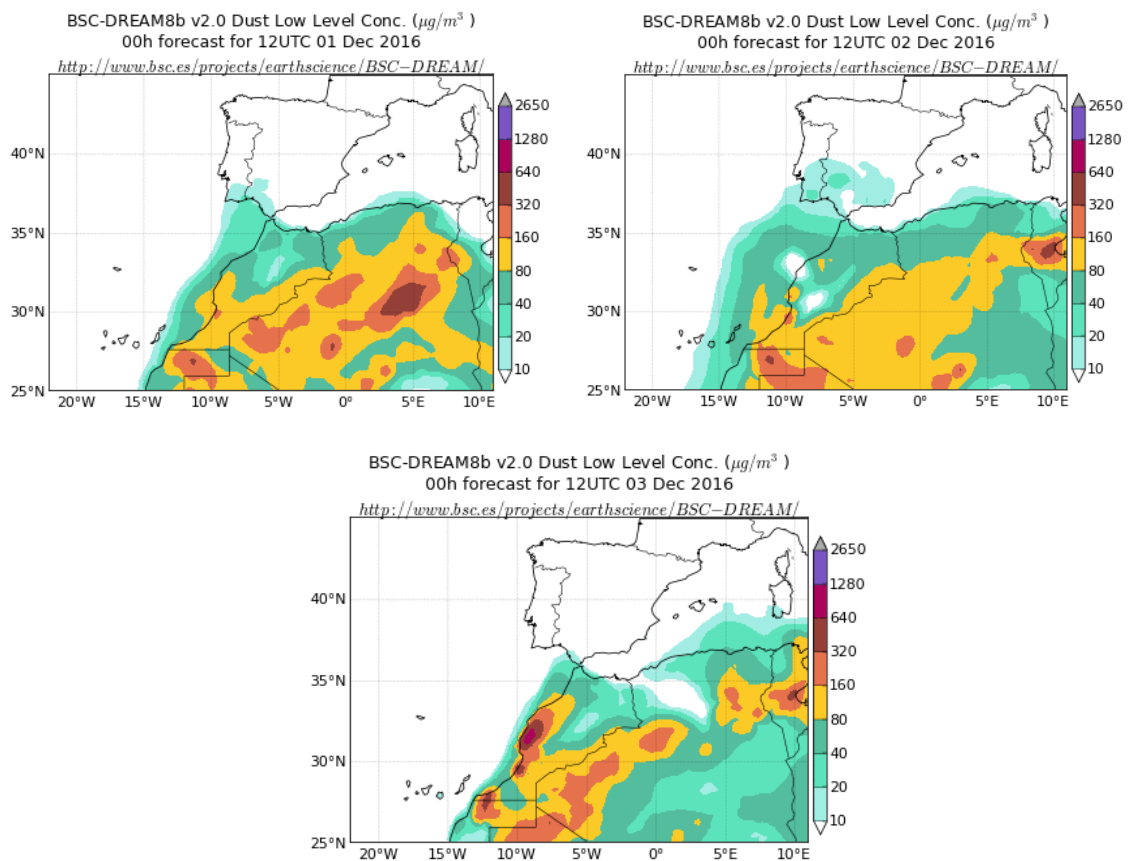 BSC-DREAM8b v2.0 Dust Low Level Conc. (μg/m³ )
00h forecast for 12UTC 01 Dec 2016
http://www.bsc.es/projects/earthscience/BSC−DREAM/
40°N
35°N
30°N
25°N
20°W
15°W
10°W
5°W
0°
5°E
10°E
2650
1280
640
320
160
80
40
20
10
BSC-DREAM8b v2.0 Dust Low Level Conc. (μg/m³ )
00h forecast for 12UTC 02 Dec 2016
http://www.bsc.es/projects/earthscience/BSC−DREAM/
40°N
35°N
30°N
25°N
20°W
15°W
10°W
5°W
0°
5°E
10°E
2650
1280
640
320
160
80
40
20
10
BSC-DREAM8b v2.0 Dust Low Level Conc. (μg/m³ )
00h forecast for 12UTC 03 Dec 2016
http://www.bsc.es/projects/earthscience/BSC−DREAM/
40°N
35°N
30°N
25°N
20°W
15°W
10°W
5°W
0°
5°E
10°E
2650
1280
640
320
160
80
40
20
10